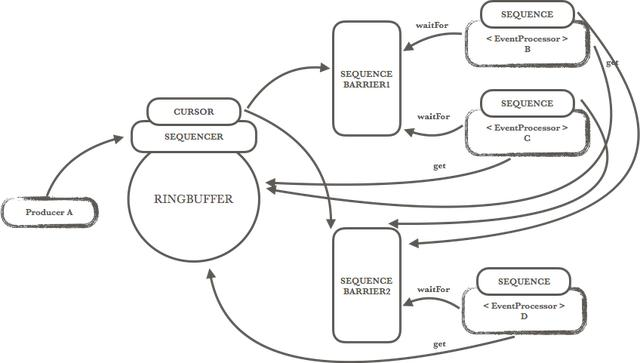 SEQUENCE
< EventProcessor >
B
waitFor
get
SEQUENCE
BARRIER1
SEQUENCE
< EventProcessor >
C
waitFor
get
CURSOR
SEQUENCER
RINGBUFFER
Producer A
SEQUENCE
BARRIER2
SEQUENCE
< EventProcessor >
D
waitFor
get